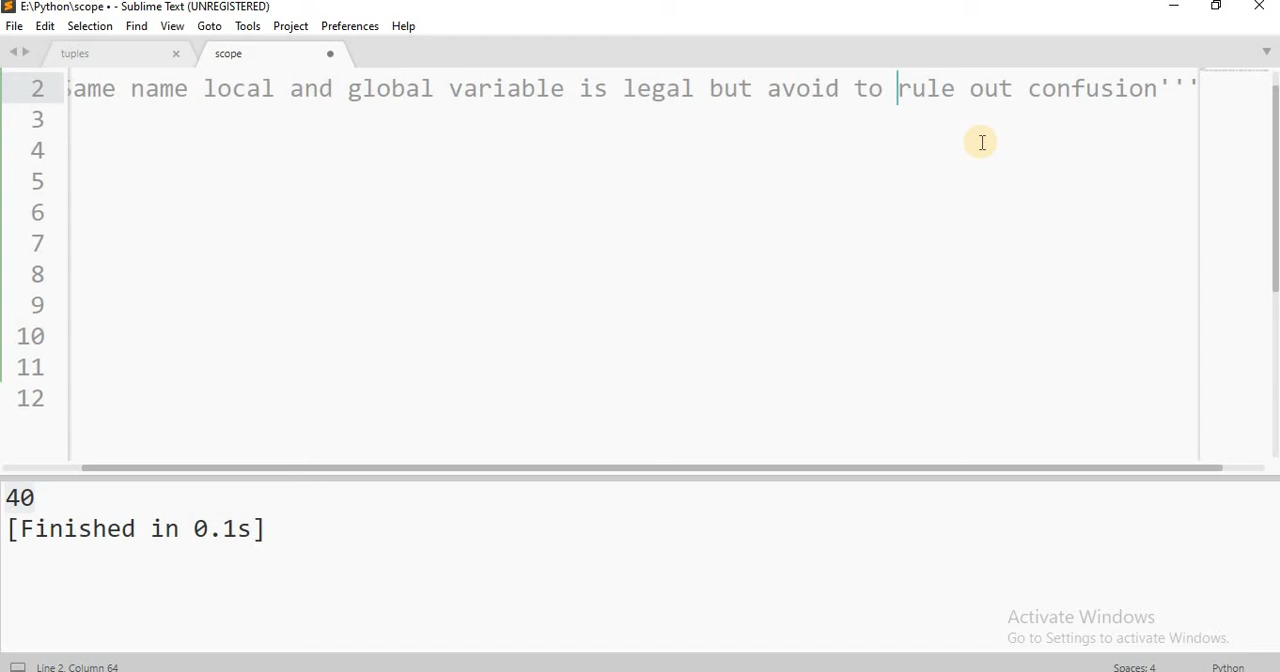 E:\Python\scope • - Sublime Text (UNREGISTERED)
File Edit Selection Find View Goto Tools Project Preferences Help
tuples scope
2 Same name local and global variable is legal but avoid to rule out confusion'''
3
4
5
6
7
8
9
10
11
12
40
[Finished in 0.1s]
Activate Windows
Go to Settings to activate Windows.
Line 2, Column 64 Spaces: 4 Python